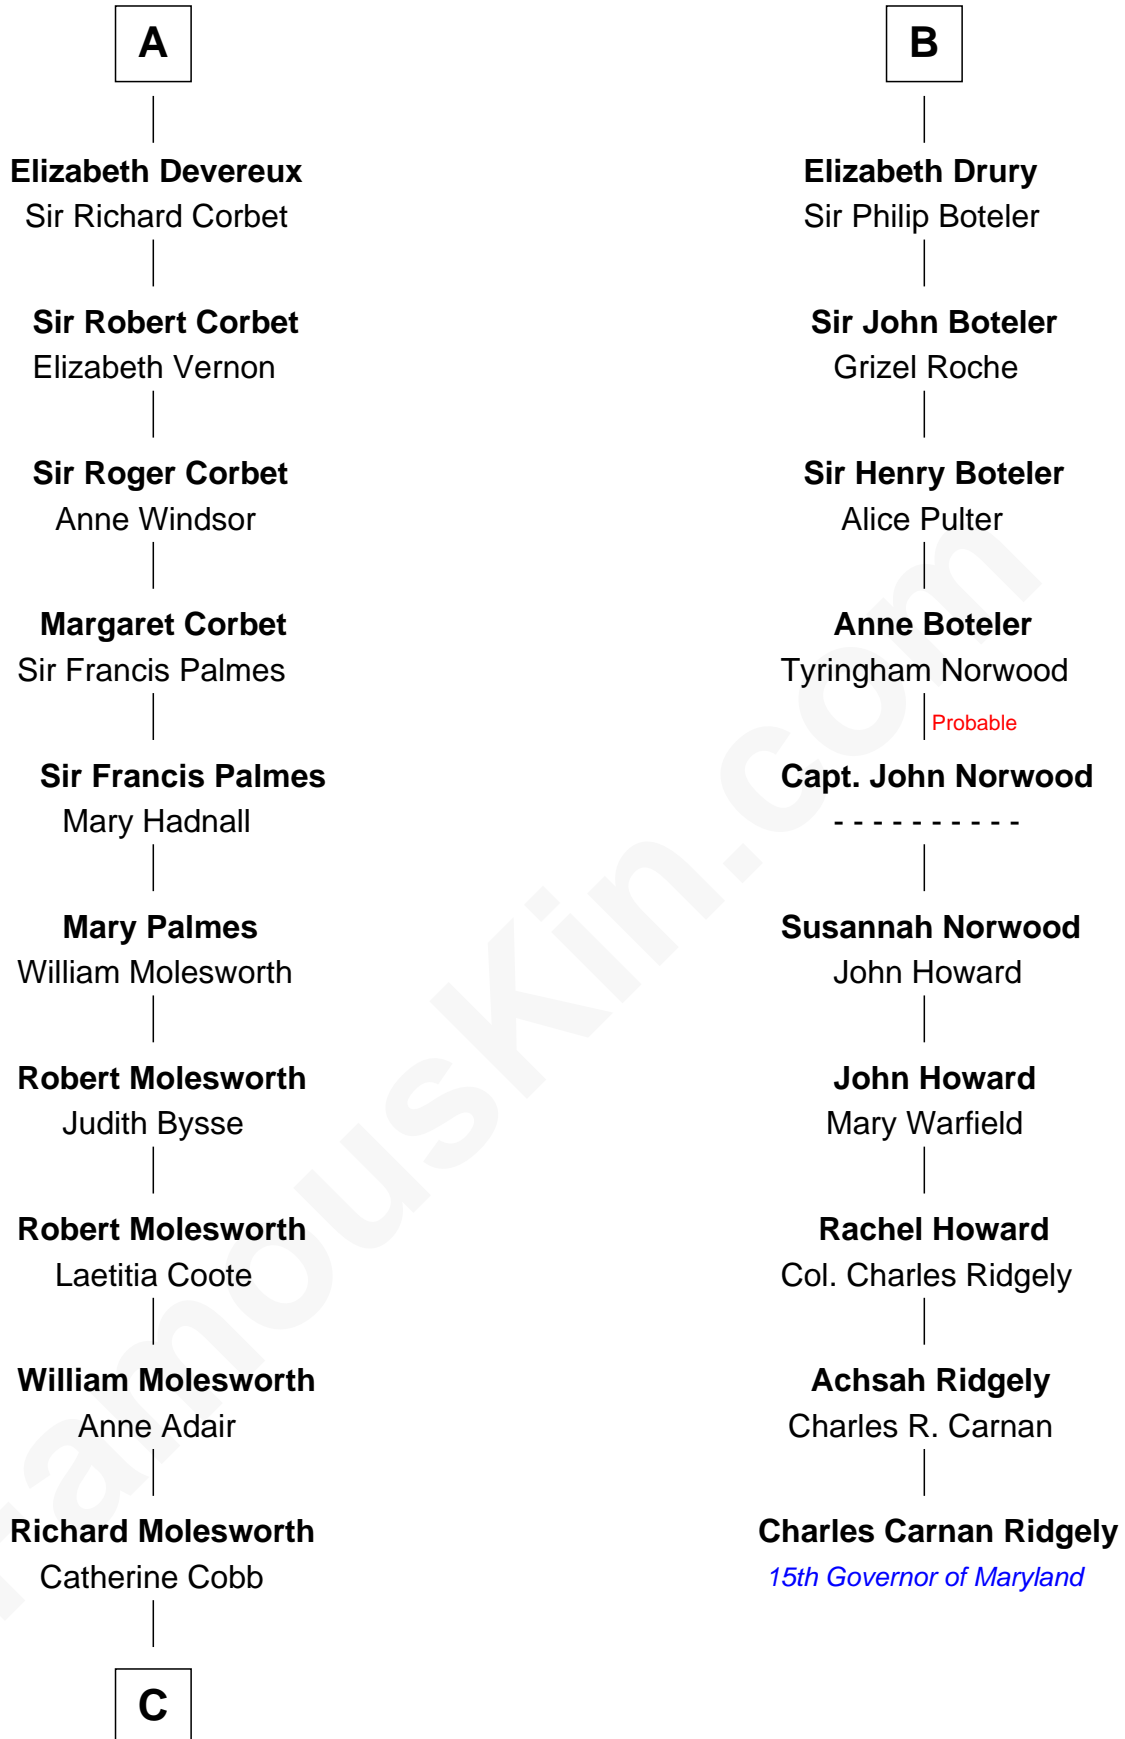 A
Elizabeth Devereux
Sir Richard Corbet
Sir Robert Corbet
Elizabeth Vernon
Sir Roger Corbet
Anne Windsor
Margaret Corbet
Sir Francis Palmes
Sir Francis Palmes
Mary Hadnall
Mary Palmes
William Molesworth
Robert Molesworth
Judith Bysse
Robert Molesworth
Laetitia Coote
William Molesworth
Anne Adair
Richard Molesworth
Catherine Cobb
C
B
Elizabeth Drury
Sir Philip Boteler
Sir John Boteler
Grizel Roche
Sir Henry Boteler
Alice Pulter
Anne Boteler
Tyringham Norwood
Probable
Capt. John Norwood
- - - - - - - - - -
Susannah Norwood
John Howard
John Howard
Mary Warfield
Rachel Howard
Col. Charles Ridgely
Achsah Ridgely
Charles R. Carnan
Charles Carnan Ridgely
15th Governor of Maryland
FamousKin.com